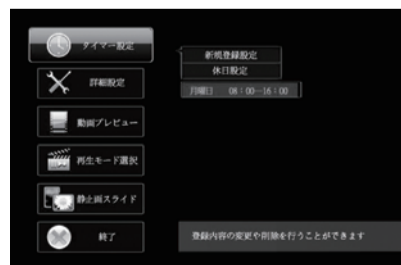 タイマー設定
詳細設定
動画プレビュー
再生モード選択
静止画スライド
終了
新規登録設定
休日設定
月曜日 08:00--16:00
登録内容の変更や削除を行うことができます